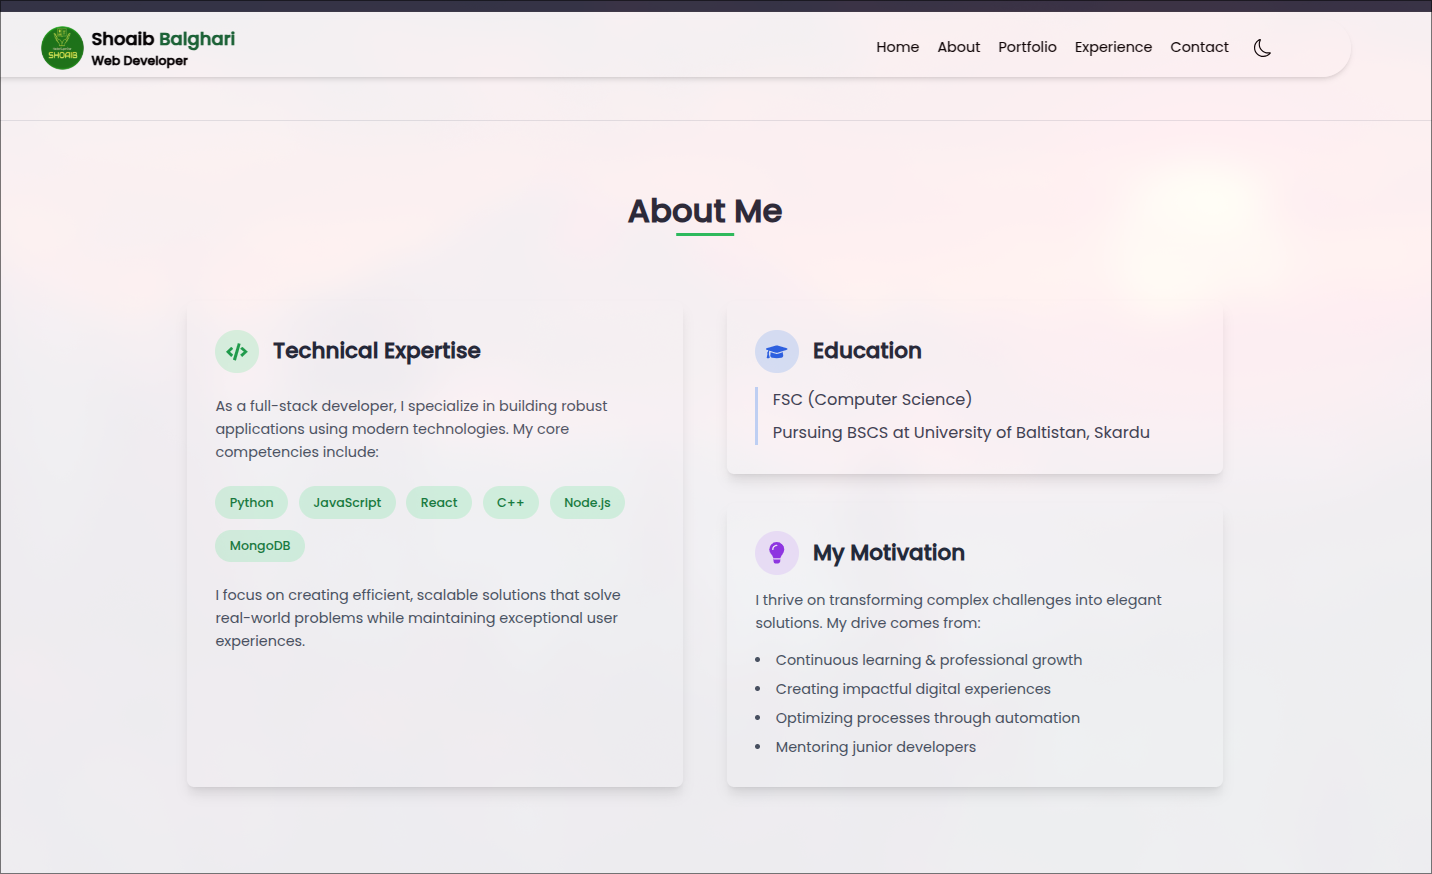 SHOAIB
Shoaib Balghari
Web Developer
Home About Portfolio Experience Contact
About Me
Technical Expertise
As a full-stack developer, I specialize in building robust
applications using modern technologies. My core
competencies include:
Python JavaScript React C++ Node.js
MongoDB
I focus on creating efficient, scalable solutions that solve
real-world problems while maintaining exceptional user
experiences.
Education
FSC (Computer Science)
Pursuing BSCS at University of Baltistan, Skardu
My Motivation
I thrive on transforming complex challenges into elegant
solutions. My drive comes from:
• Continuous learning & professional growth
• Creating impactful digital experiences
• Optimizing processes through automation
• Mentoring junior developers